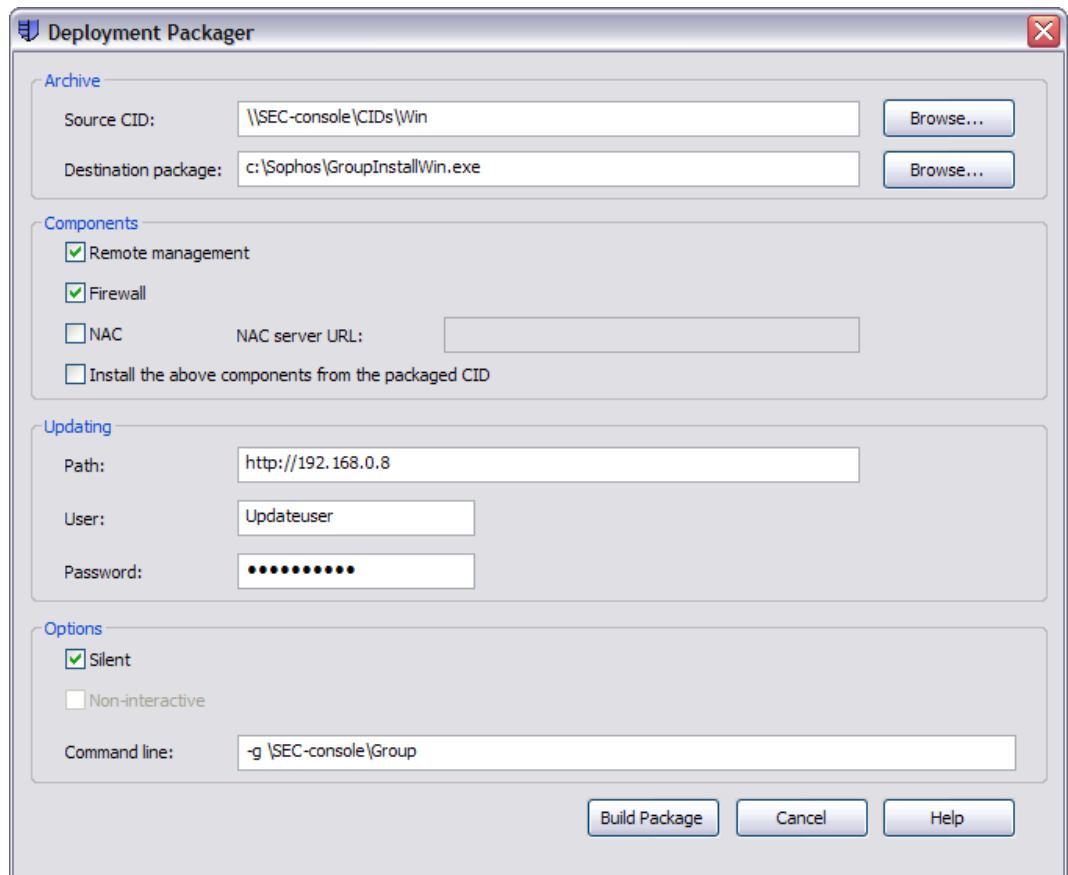 Deployment Packager
Archive
Source CID: \\SEC-console\CIDs\Win Browse...
Destination package: c:\Sophos\GroupInstallWin.exe Browse...
Components
Remote management
Firewall
NAC NAC server URL:
Install the above components from the packaged CID
Updating
Path: http://192.168.0.8
User: Updateuser
Password: ●●●●●●●●●●
Options
Silent
Non-interactive
Command line: -g \SEC-console\Group
Build Package Cancel Help